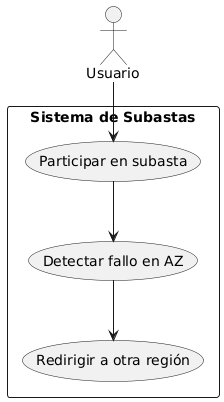 Usuario
Sistema de Subastas
Participar en subasta
Detectar fallo en AZ
Redirigir a otra región